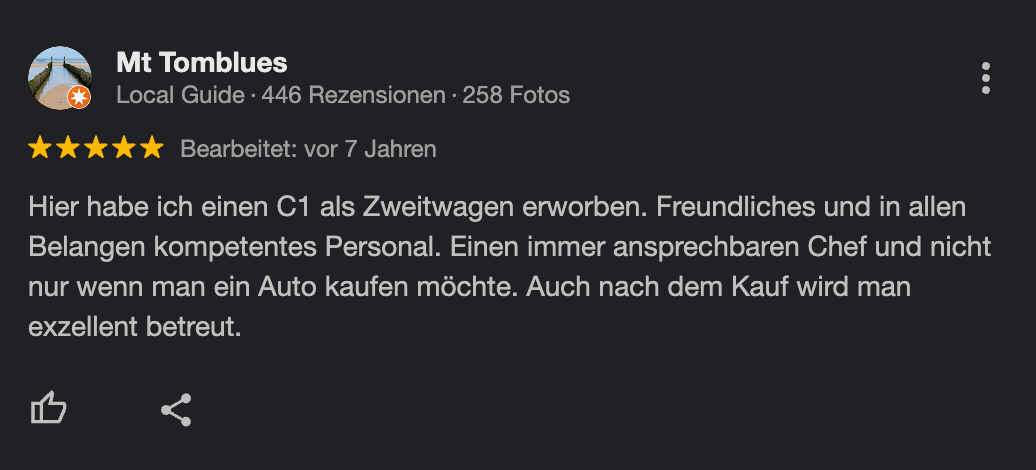 Mt Tomblues
Local Guide · 446 Rezensionen · 258 Fotos
Bearbeitet: vor 7 Jahren
Hier habe ich einen C1 als Zweitwagen erworben. Freundliches und in allen
Belangen kompetentes Personal. Einen immer ansprechbaren Chef und nicht
nur wenn man ein Auto kaufen möchte. Auch nach dem Kauf wird man
exzellent betreut.